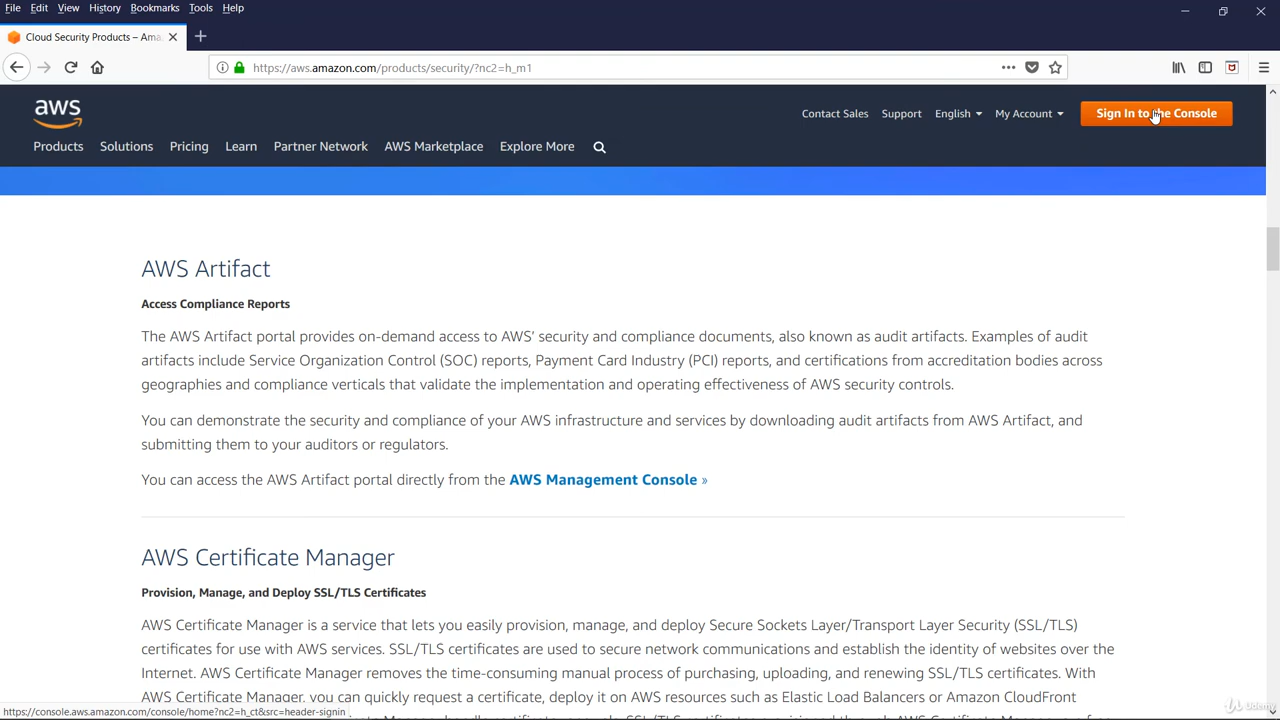 File Edit View History Bookmarks Tools Help
Cloud Security Products – Ama
https://aws.amazon.com/products/security/?nc2=h_m1
aws
Contact Sales Support English My Account Sign In to the Console
Products Solutions Pricing Learn Partner Network AWS Marketplace Explore More
AWS Artifact
Access Compliance Reports
The AWS Artifact portal provides on-demand access to AWS’ security and compliance documents, also known as audit artifacts. Examples of audit
artifacts include Service Organization Control (SOC) reports, Payment Card Industry (PCI) reports, and certifications from accreditation bodies across
geographies and compliance verticals that validate the implementation and operating effectiveness of AWS security controls.
You can demonstrate the security and compliance of your AWS infrastructure and services by downloading audit artifacts from AWS Artifact, and
submitting them to your auditors or regulators.
You can access the AWS Artifact portal directly from the AWS Management Console »
AWS Certificate Manager
Provision, Manage, and Deploy SSL/TLS Certificates
AWS Certificate Manager is a service that lets you easily provision, manage, and deploy Secure Sockets Layer/Transport Layer Security (SSL/TLS)
certificates for use with AWS services. SSL/TLS certificates are used to secure network communications and establish the identity of websites over the
Internet. AWS Certificate Manager removes the time-consuming manual process of purchasing, uploading, and renewing SSL/TLS certificates. With
AWS Certificate Manager, you can quickly request a certificate, deploy it on AWS resources such as Elastic Load Balancers or Amazon CloudFront
https://console.aws.amazon.com/console/home?nc2=h_ct&src=header-signin
Udemy